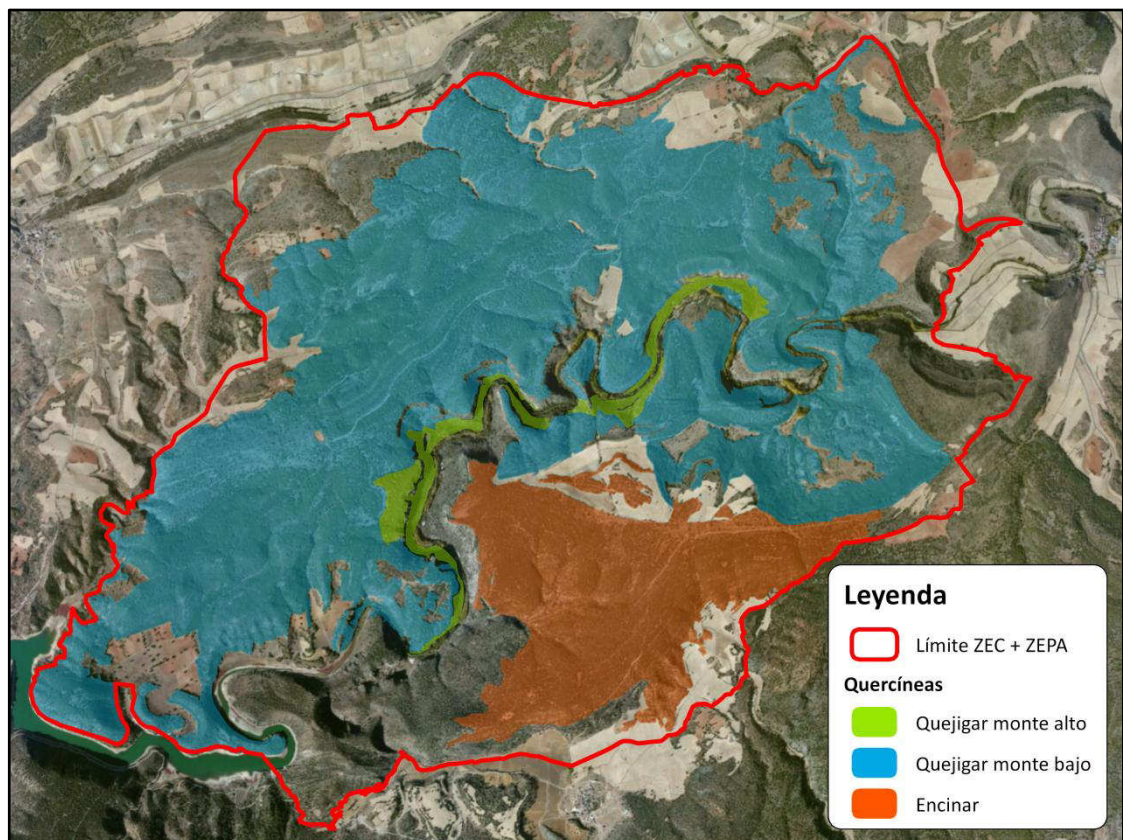 Leyenda
Límite ZEC + ZEPA
Quercíneas
Quejigar monte alto
Quejigar monte bajo
Encinar